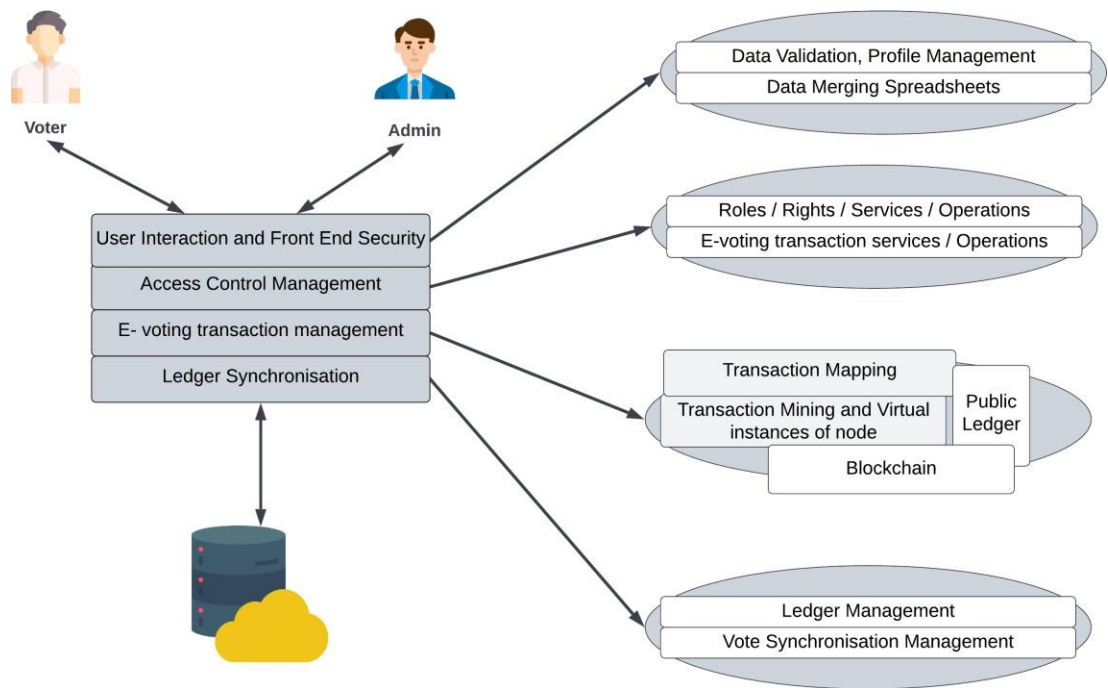 Voter
Admin
User Interaction and Front End Security
Access Control Management
E- voting transaction management
Ledger Synchronisation
Data Validation, Profile Management
Data Merging Spreadsheets
Roles / Rights / Services / Operations
E-voting transaction services / Operations
Transaction Mapping
Transaction Mining and Virtual
instances of node
Public
Ledger
Blockchain
Ledger Management
Vote Synchronisation Management